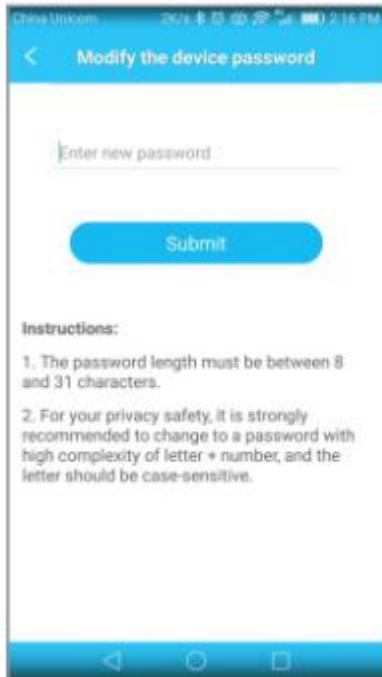 China Unicom 2K/s 2:16 PM
Modify the device password
Enter new password
Submit
Instructions:
1. The password length must be between 8
and 31 characters.
2. For your privacy safety, it is strongly
recommended to change to a password with
high complexity of letter + number, and the
letter should be case-sensitive.